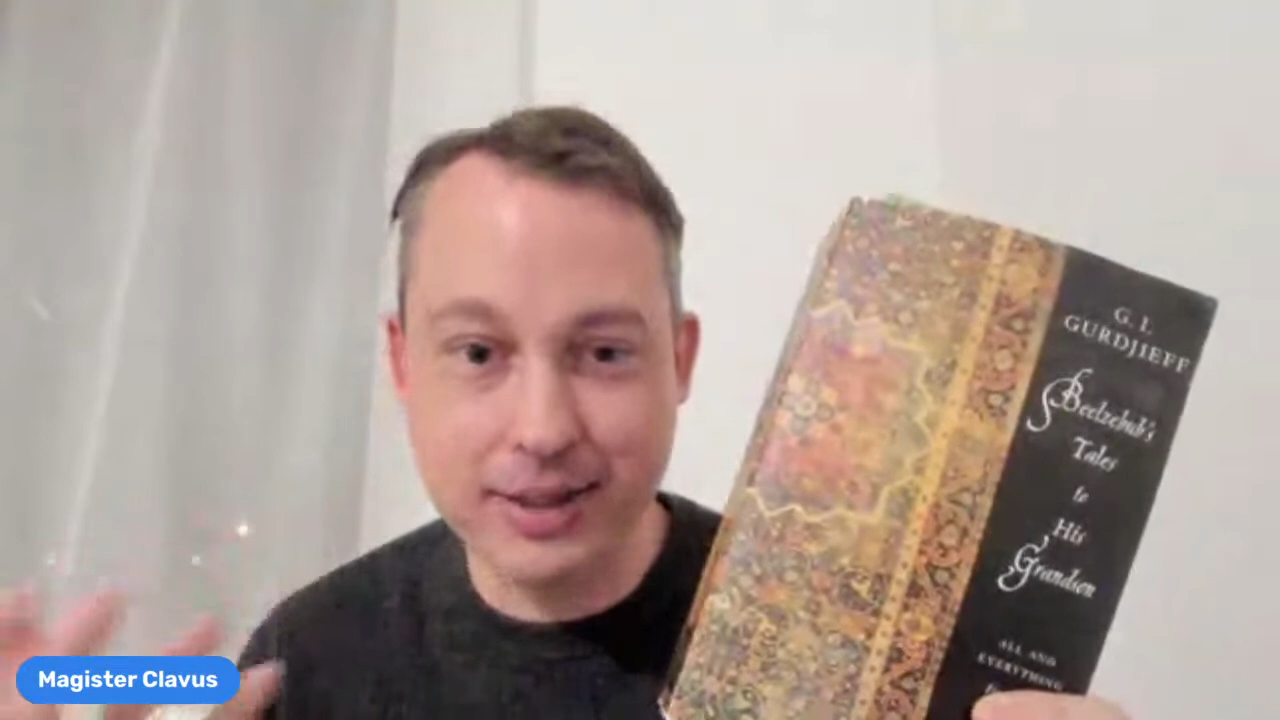 G. I.
GURDJIEFF
Beelzebub's
Tales
to
His
Grandson
ALL AND
EVERYTHING
Magister Clavus